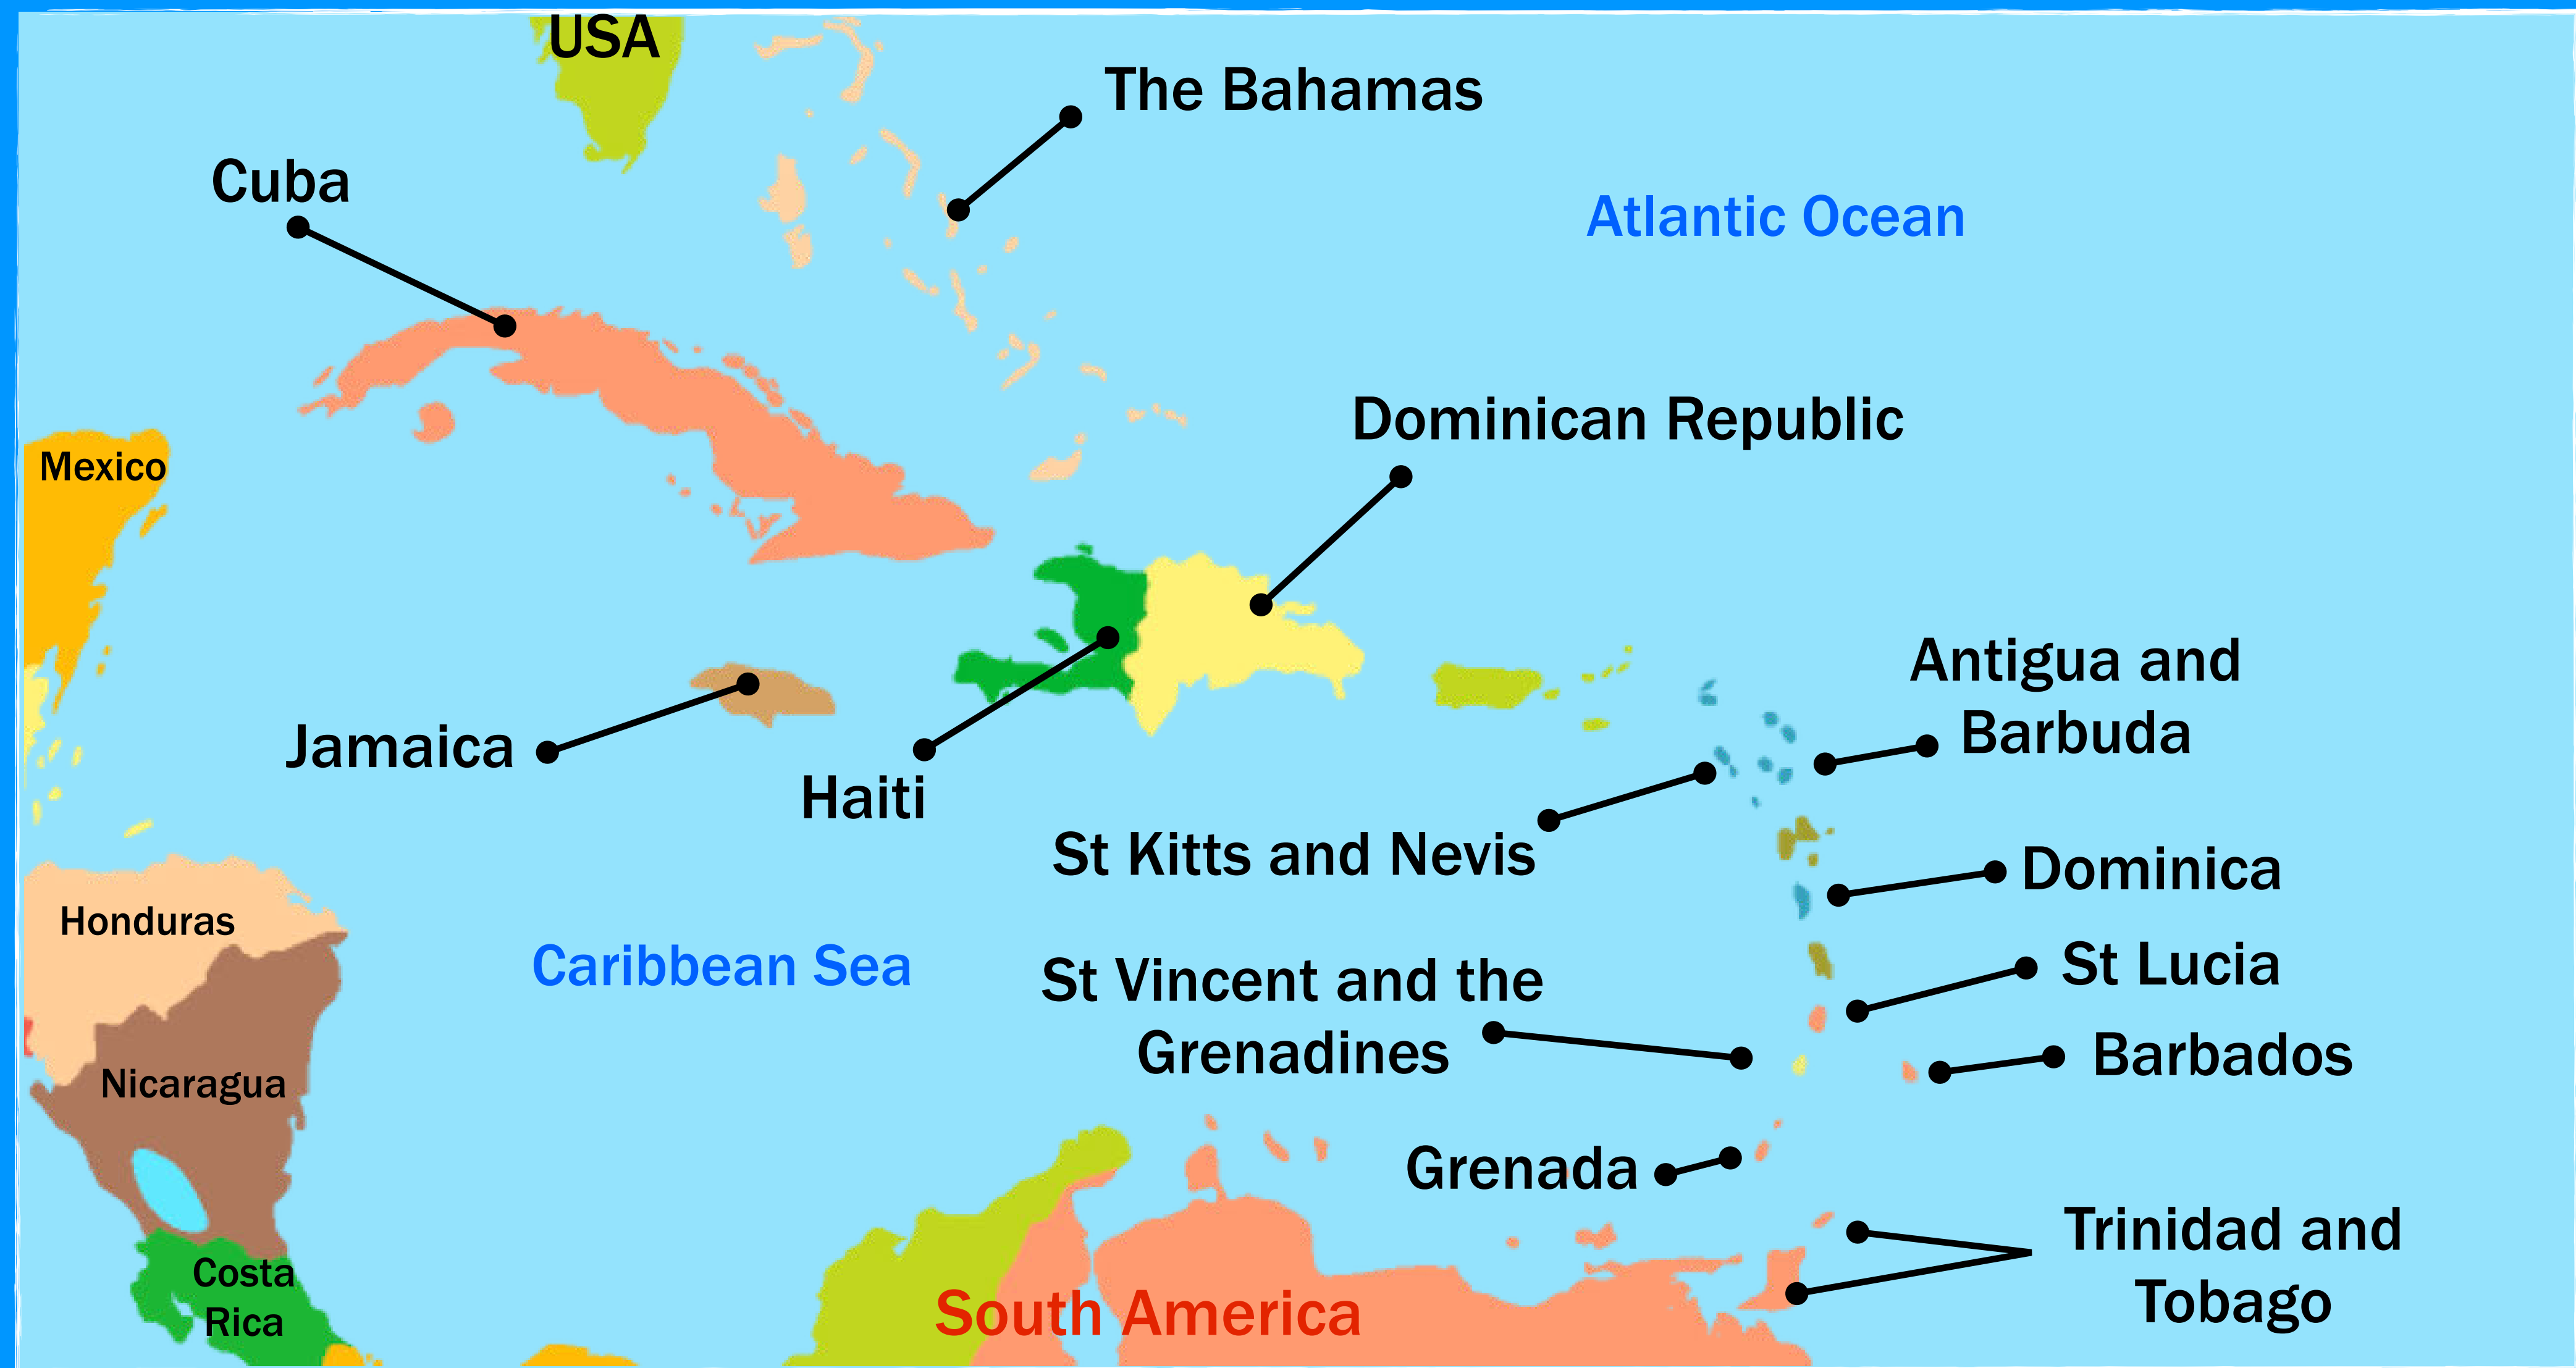 USA
The Bahamas
Cuba
Atlantic Ocean
Dominican Republic
Mexico
Antigua and
Barbuda
Jamaica
Haiti
St Kitts and Nevis
Dominica
Honduras
Caribbean Sea
St Vincent and the
Grenadines
St Lucia
Barbados
Nicaragua
Grenada
Trinidad and
Tobago
Costa
Rica
South America